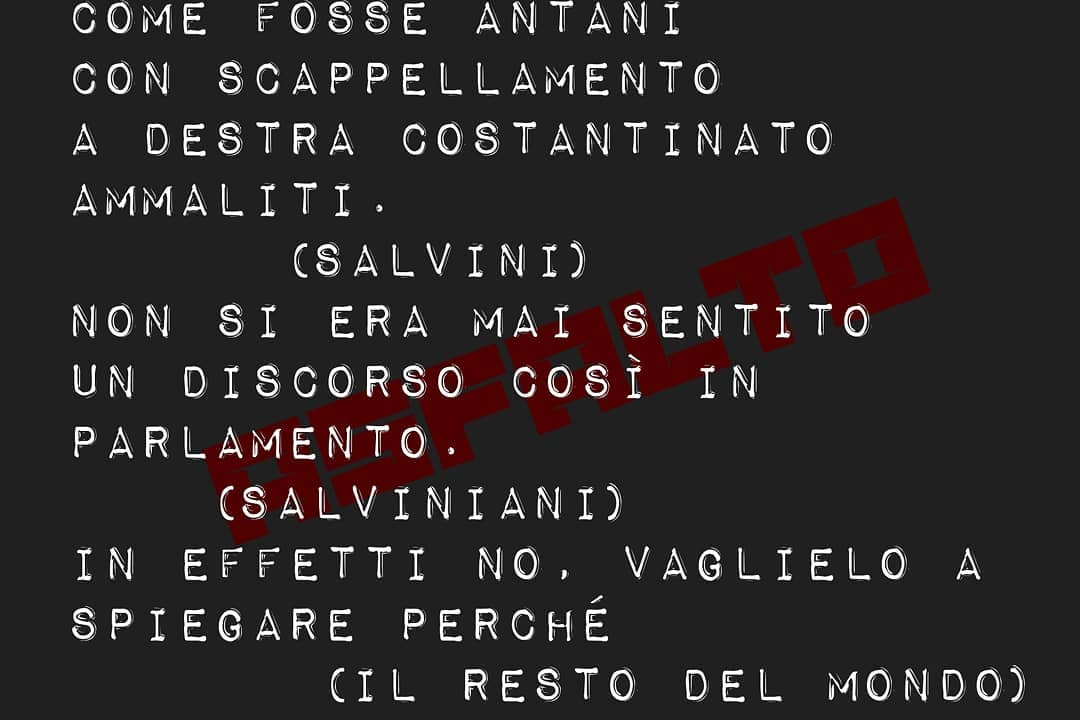 COME FOSSE ANTANI
CON SCAPPELLAMENTO
A DESTRA COSTANTINATO
AMMALITI.
(SALVINI)
NON SI ERA MAI SENTITO
UN DISCORSO COSÌ IN
PARLAMENTO.
(SALVINIANI)
IN EFFETTI NO, VAGLIELO A
SPIEGARE PERCHÉ
(IL RESTO DEL MONDO)
ASFALTO